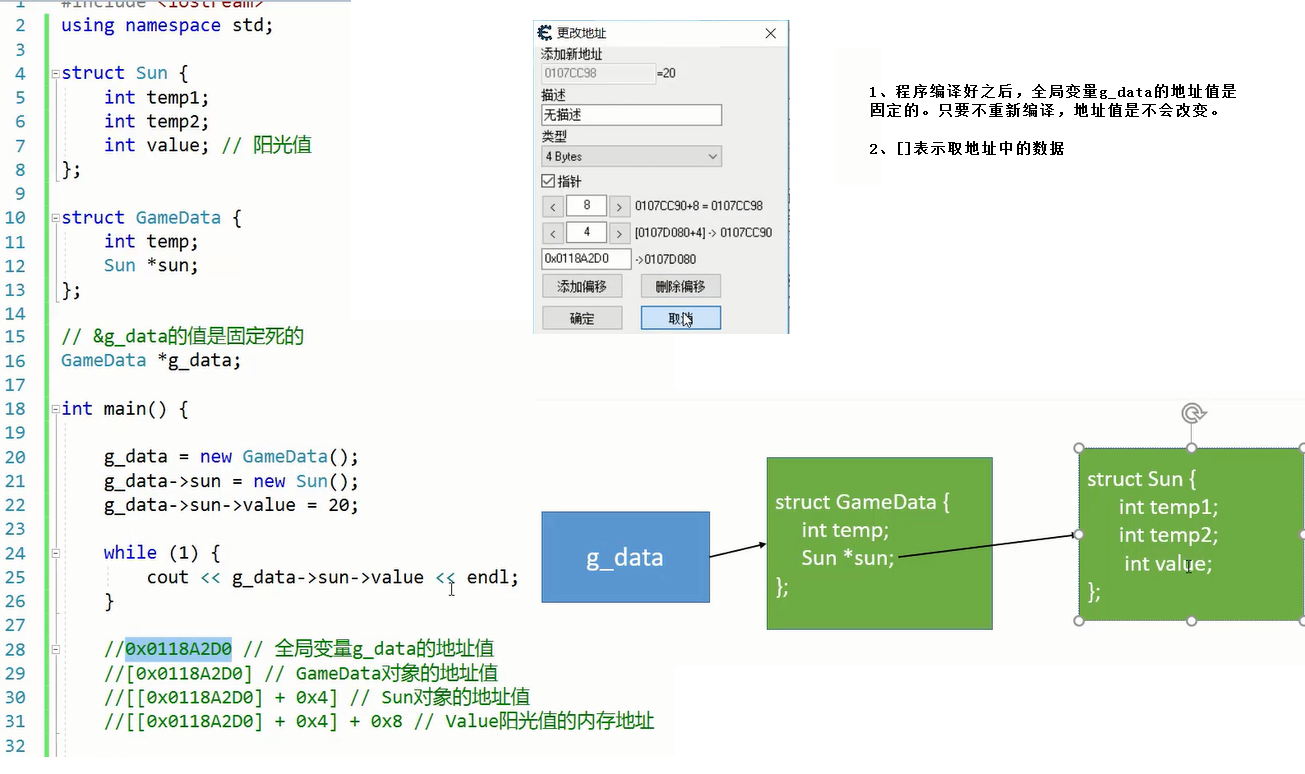 1 #include <iostream>
2 using namespace std;
3
4 struct Sun {
5 int temp1;
6 int temp2;
7 int value; // 阳光值
8 };
9
10 struct GameData {
11 int temp;
12 Sun *sun;
13 };
14
15 // &g_data的值是固定死的
16 GameData *g_data;
17
18 int main() {
19
20 g_data = new GameData();
21 g_data->sun = new Sun();
22 g_data->sun->value = 20;
23
24 while (1) {
25 cout << g_data->sun->value << endl;
26 }
27
28 //0x0118A2D0 // 全局变量g_data的地址值
29 //[0x0118A2D0] // GameData对象的地址值
30 //[[0x0118A2D0] + 0x4] // Sun对象的地址值
31 //[[0x0118A2D0] + 0x4] + 0x8 // Value阳光值的内存地址
32
更改地址
添加新地址
0107CC98 =20
描述
无描述
类型
4 Bytes
指针
< 8 > 0107CC90+8 = 0107CC98
< 4 > [0107D080+4] -> 0107CC90
0x0118A2D0 ->0107D080
添加偏移 删除偏移
确定 取消
1、程序编译好之后，全局变量g_data的地址值是
固定的。只要不重新编译，地址值是不会改变。
2、[]表示取地址中的数据
g_data
struct GameData {
int temp;
Sun *sun;
};
struct Sun {
int temp1;
int temp2;
int value;
};